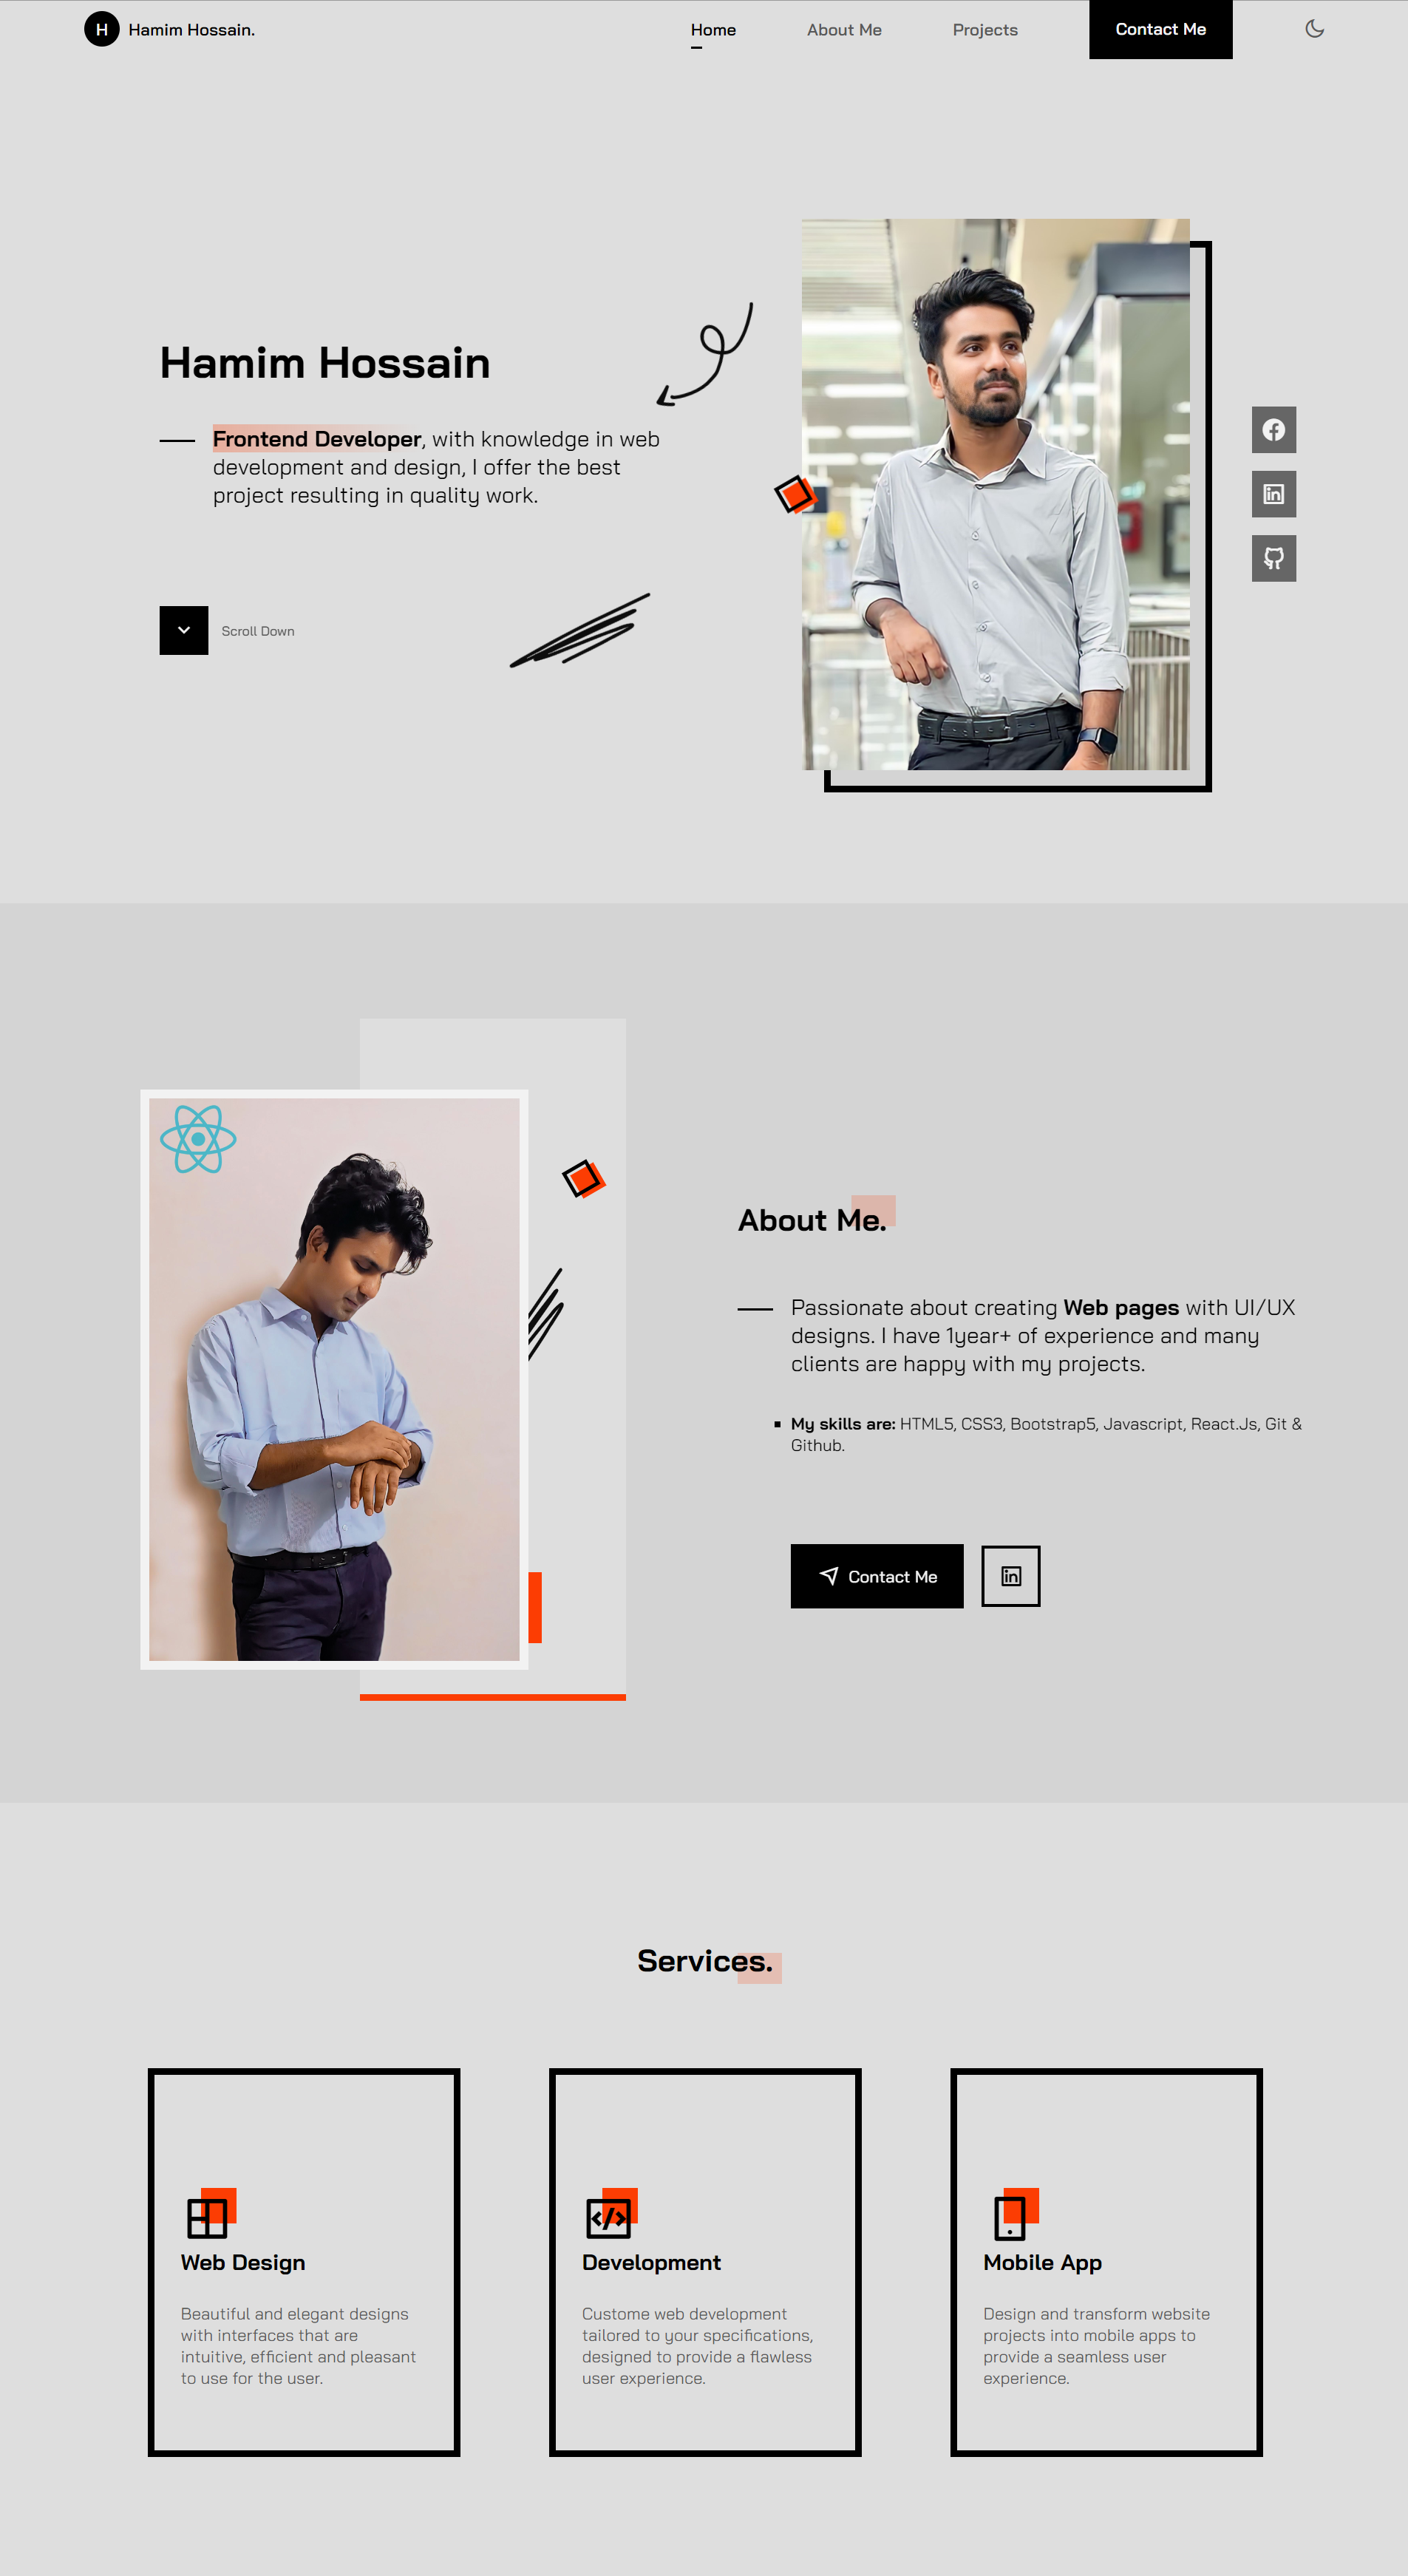 H Hamim Hossain.
Home About Me Projects Contact Me
Hamim Hossain
Frontend Developer, with knowledge in web
development and design, I offer the best
project resulting in quality work.
Scroll Down
About Me.
Passionate about creating Web pages with UI/UX
designs. I have 1year+ of experience and many
clients are happy with my projects.
My skills are: HTML5, CSS3, Bootstrap5, Javascript, React.Js, Git &
Github.
Contact Me
Services.
Web Design
Beautiful and elegant designs
with interfaces that are
intuitive, efficient and pleasant
to use for the user.
Development
Custome web development
tailored to your specifications,
designed to provide a flawless
user experience.
Mobile App
Design and transform website
projects into mobile apps to
provide a seamless user
experience.